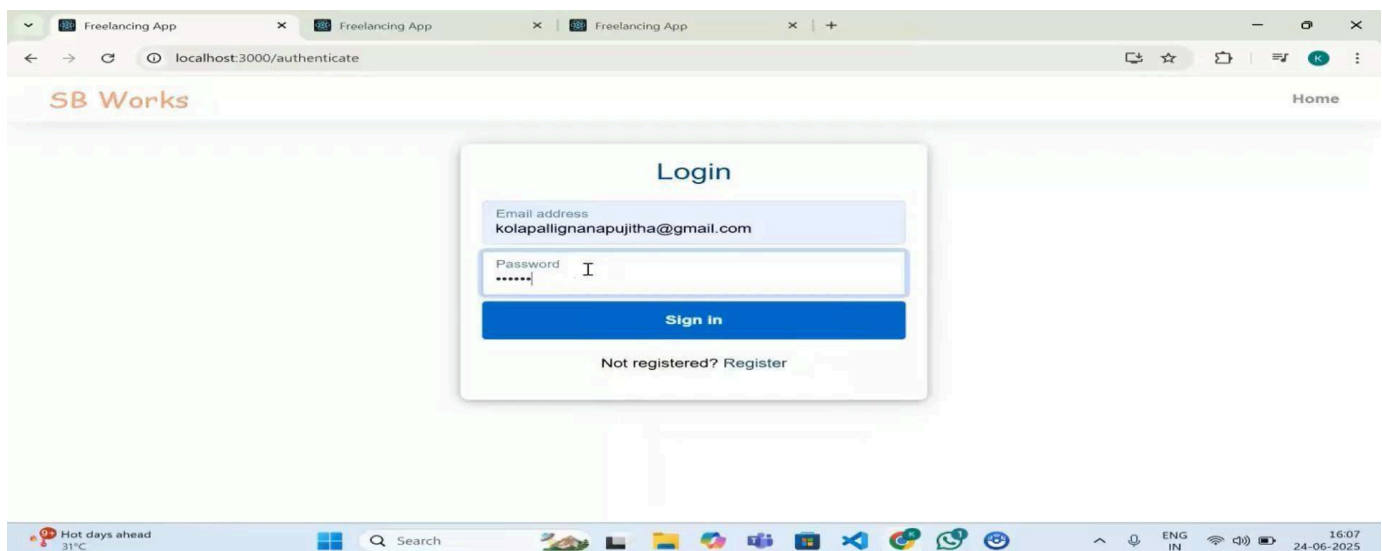 Freelancing App
Freelancing App
Freelancing App
localhost:3000/authenticate
K
SB Works
Home
Login
Email address
kolapallignanapujitha@gmail.com
Password
••••••
Sign in
Not registered? Register
Hot days ahead
31°C
Search
ENG
IN
16:07
24-06-2025